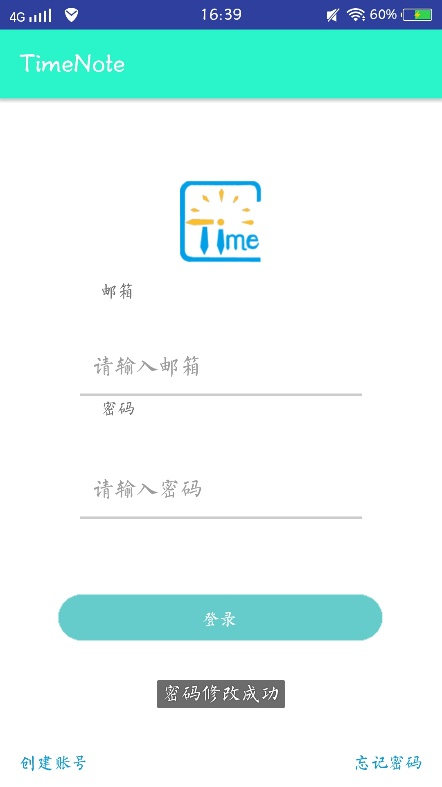 4G 16:39 60%
TimeNote
Time
邮箱
请输入邮箱
密码
请输入密码
登录
密码修改成功
创建账号 忘记密码